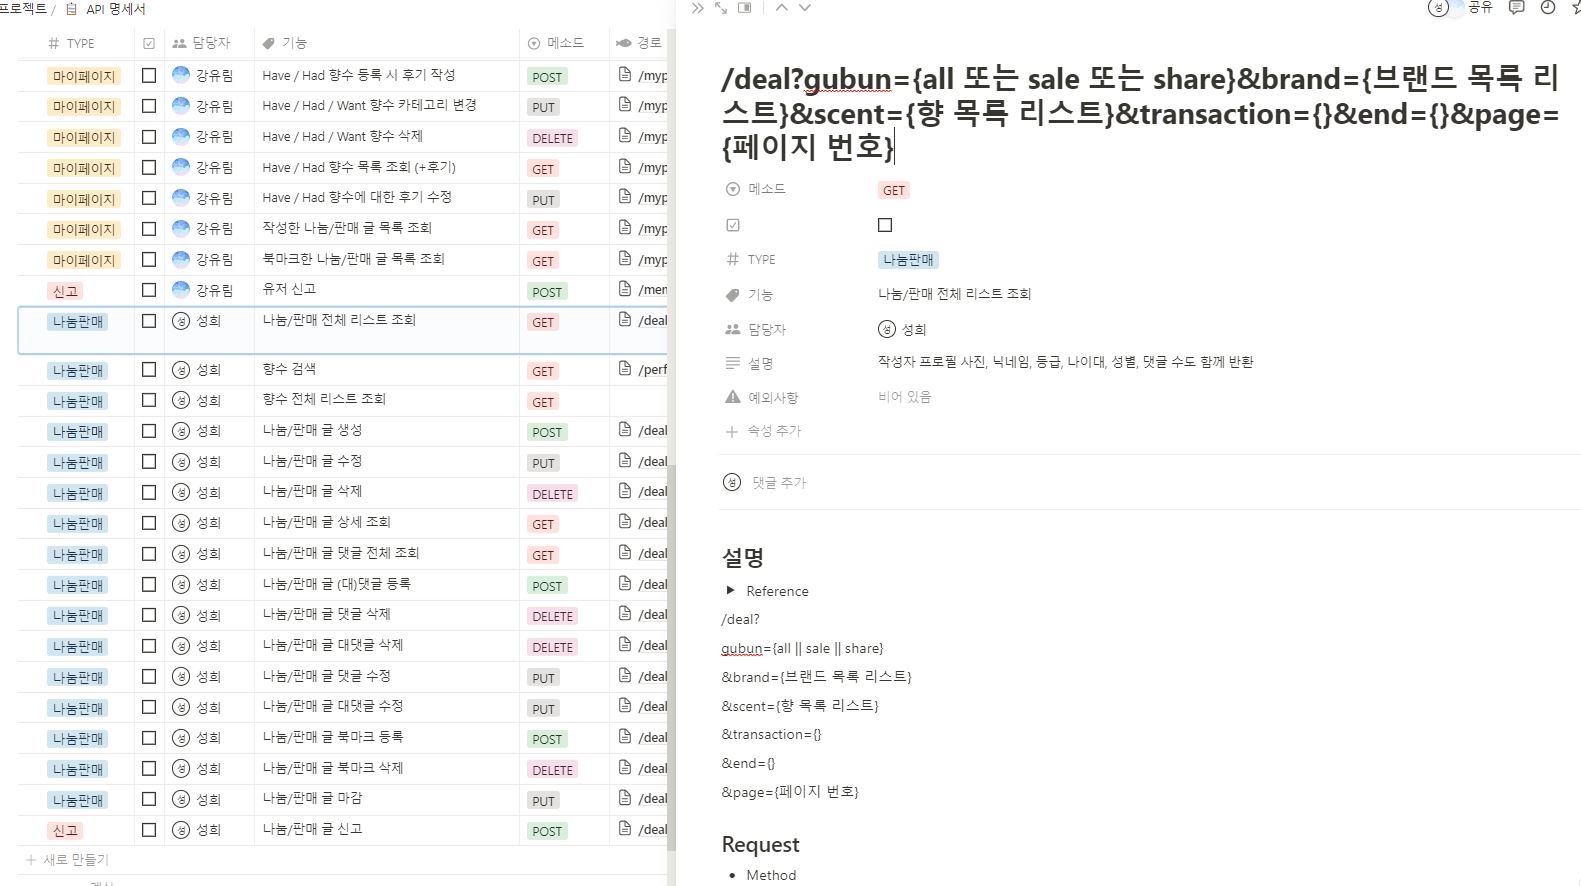 프로젝트 / API 명세서
공유
TYPE 담당자 기능 메소드 경로
마이페이지 강유림 Have / Had 향수 등록 시 후기 작성 POST /myp
마이페이지 강유림 Have / Had / Want 향수 카테고리 변경 PUT /myp
마이페이지 강유림 Have / Had / Want 향수 삭제 DELETE /myp
마이페이지 강유림 Have / Had 향수 목록 조회 (+후기) GET /myp
마이페이지 강유림 Have / Had 향수에 대한 후기 수정 PUT /myp
마이페이지 강유림 작성한 나눔/판매 글 목록 조회 GET /myp
마이페이지 강유림 북마크한 나눔/판매 글 목록 조회 GET /myp
신고 강유림 유저 신고 POST /men
나눔판매 성 성희 나눔/판매 전체 리스트 조회 GET /deal
나눔판매 성 성희 향수 검색 GET /perf
나눔판매 성 성희 향수 전체 리스트 조회 GET
나눔판매 성 성희 나눔/판매 글 생성 POST /deal
나눔판매 성 성희 나눔/판매 글 수정 PUT /deal
나눔판매 성 성희 나눔/판매 글 삭제 DELETE /deal
나눔판매 성 성희 나눔/판매 글 상세 조회 GET /deal
나눔판매 성 성희 나눔/판매 글 댓글 전체 조회 GET /deal
나눔판매 성 성희 나눔/판매 글 (대)댓글 등록 POST /deal
나눔판매 성 성희 나눔/판매 글 댓글 삭제 DELETE /deal
나눔판매 성 성희 나눔/판매 글 대댓글 삭제 DELETE /deal
나눔판매 성 성희 나눔/판매 글 댓글 수정 PUT /deal
나눔판매 성 성희 나눔/판매 글 대댓글 수정 PUT /deal
나눔판매 성 성희 나눔/판매 글 북마크 등록 POST /deal
나눔판매 성 성희 나눔/판매 글 북마크 삭제 DELETE /deal
나눔판매 성 성희 나눔/판매 글 마감 PUT /deal
신고 성 성희 나눔/판매 글 신고 POST /deal
+ 새로 만들기
성 공유
/deal?gubun={all 또는 sale 또는 share}&brand={브랜드 목록 리
스트}&scent={향 목록 리스트}&transaction={}&end={}&page=
{페이지 번호}
메소드 GET
TYPE 나눔판매
기능 나눔/판매 전체 리스트 조회
담당자 성 성희
설명 작성자 프로필 사진, 닉네임, 등급, 나이대, 성별, 댓글 수도 함께 반환
예외사항 비어 있음
+ 속성 추가
성 댓글 추가
설명
Reference
/deal?
gubun={all || sale || share}
&brand={브랜드 목록 리스트}
&scent={향 목록 리스트}
&transaction={}
&end={}
&page={페이지 번호}
Request
• Method